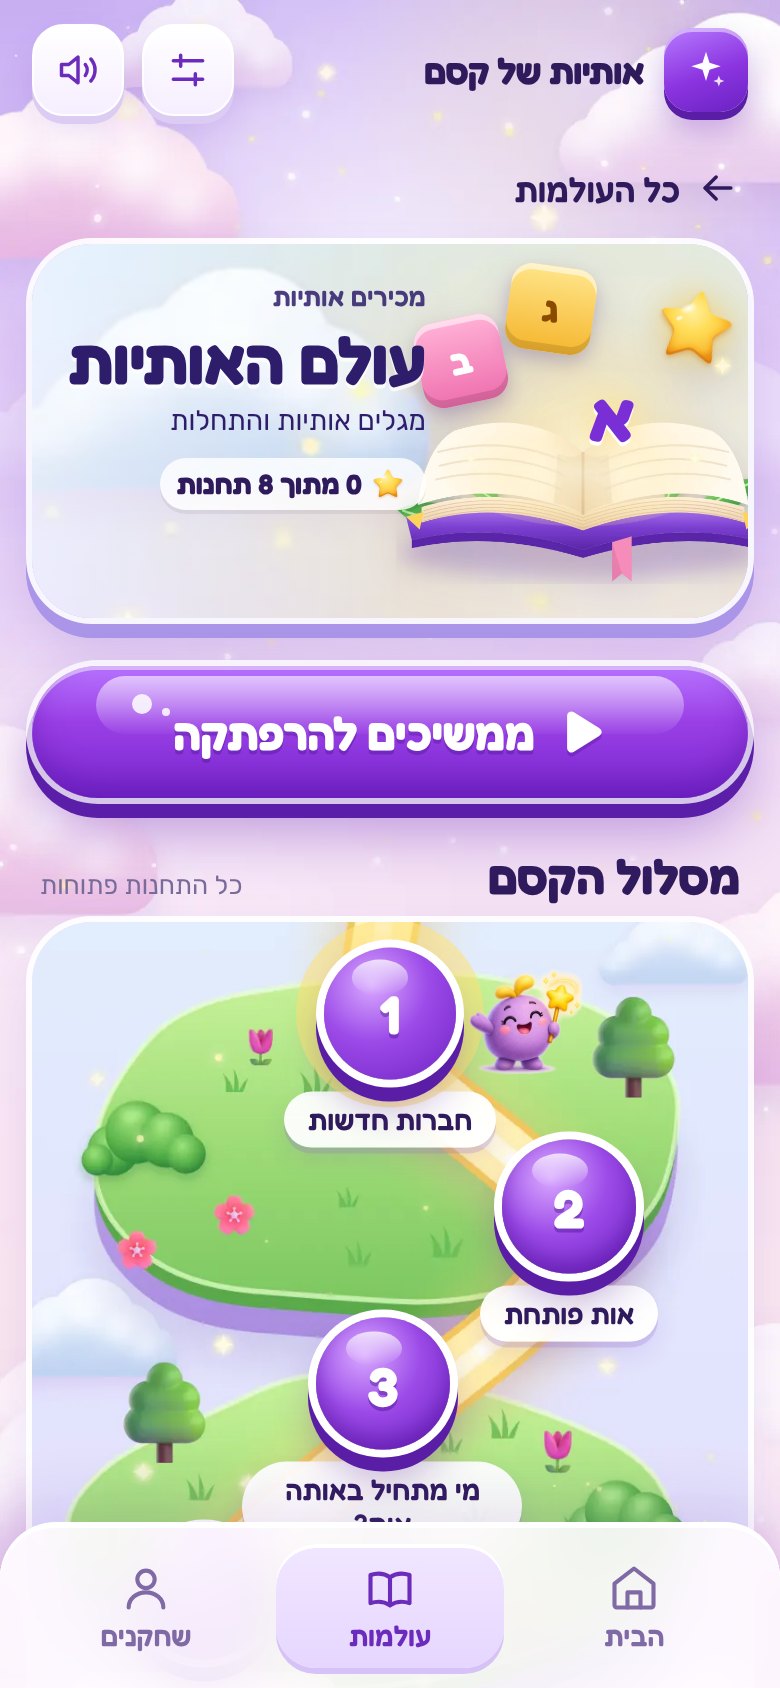 אותיות של קסם
כל העולמות
מכירים אותיות
עולם האותיות
מגלים אותיות והתחלות
0 מתוך 8 תחנות
ג
ב
א
ממשיכים להרפתקה
מסלול הקסם
כל התחנות פתוחות
1
חברות חדשות
2
אות פותחת
3
מי מתחיל באותה
הבית
עולמות
שחקנים